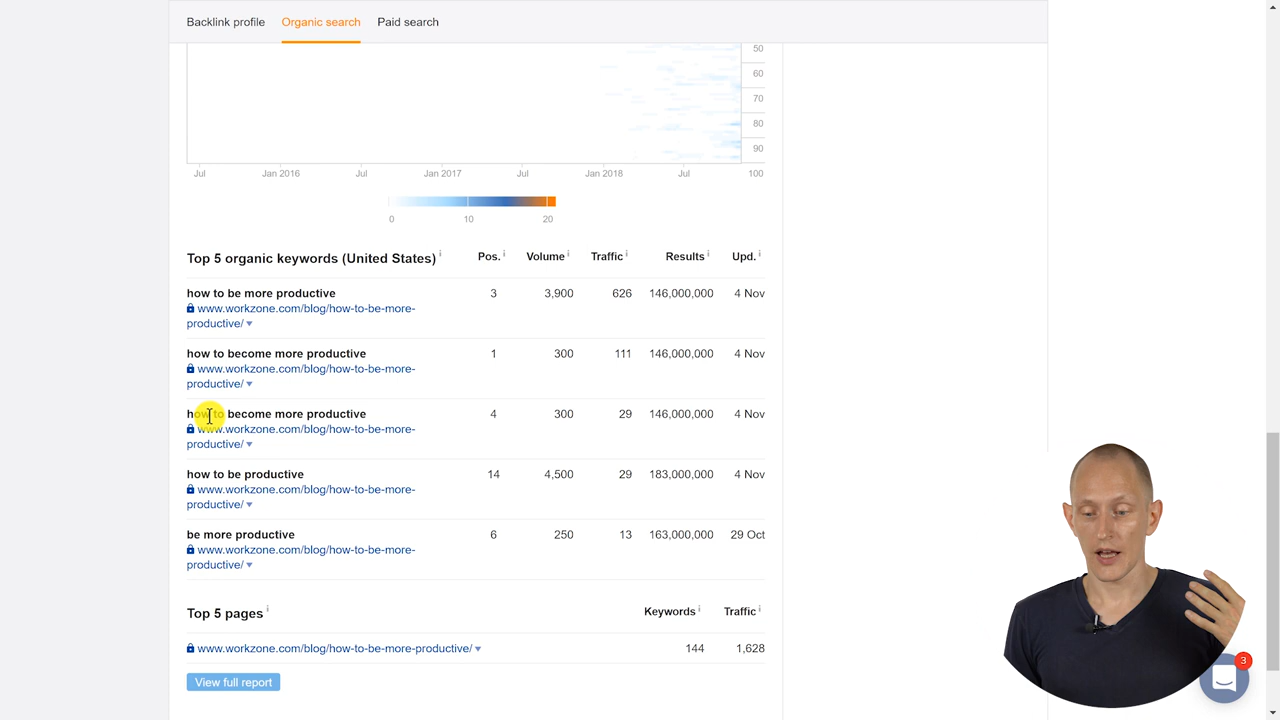 Backlink profile Organic search Paid search
50
60
70
80
90
100
Jul Jan 2016 Jul Jan 2017 Jul Jan 2018 Jul
0 10 20
Top 5 organic keywords (United States) i Pos. i Volume i Traffic i Results i Upd. i
how to be more productive 3 3,900 626 146,000,000 4 Nov
www.workzone.com/blog/how-to-be-more-
productive/
how to become more productive 1 300 111 146,000,000 4 Nov
www.workzone.com/blog/how-to-be-more-
productive/
how to become more productive 4 300 29 146,000,000 4 Nov
www.workzone.com/blog/how-to-be-more-
productive/
how to be productive 14 4,500 29 183,000,000 4 Nov
www.workzone.com/blog/how-to-be-more-
productive/
be more productive 6 250 13 163,000,000 29 Oct
www.workzone.com/blog/how-to-be-more-
productive/
Top 5 pages i Keywords i Traffic i
www.workzone.com/blog/how-to-be-more-productive/ 144 1,628
View full report
3